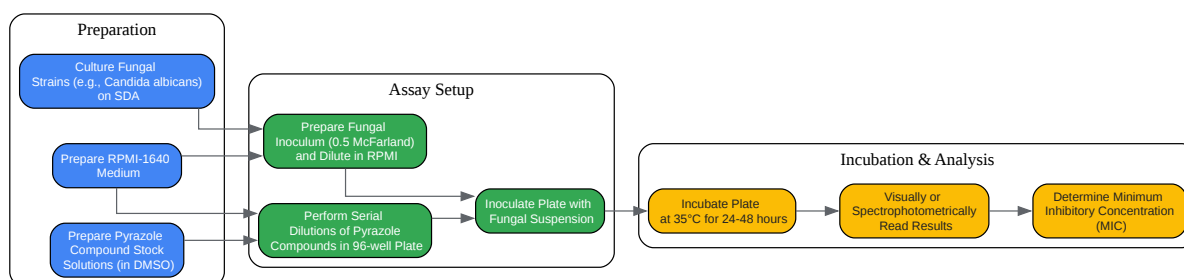 Preparation
Culture Fungal
Strains (e.g., Candida albicans)
on SDA
Prepare RPMI-1640
Medium
Prepare Pyrazole
Compound Stock
Solutions (in DMSO)
Assay Setup
Prepare Fungal
Inoculum (0.5 McFarland)
and Dilute in RPMI
Perform Serial
Dilutions of Pyrazole
Compounds in 96-well Plate
Inoculate Plate with
Fungal Suspension
Incubation & Analysis
Incubate Plate
at 35°C for 24-48 hours
Visually or
Spectrophotometrically
Read Results
Determine Minimum
Inhibitory Concentration
(MIC)